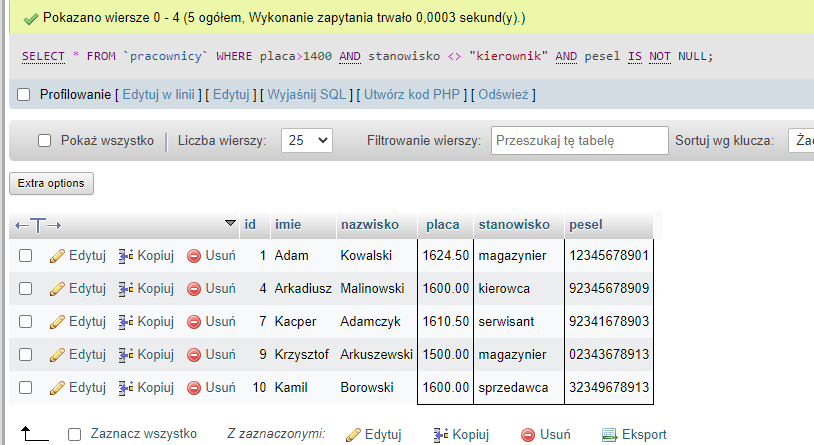 Pokazano wiersze 0 - 4 (5 ogółem, Wykonanie zapytania trwało 0,0003 sekund(y).)
SELECT * FROM `pracownicy` WHERE placa>1400 AND stanowisko <> "kierownik" AND pesel IS NOT NULL;
Profilowanie [ Edytuj w linii ] [ Edytuj ] [ Wyjaśnij SQL ] [ Utwórz kod PHP ] [ Odśwież ]
Pokaż wszystko Liczba wierszy: 25 Filtrowanie wierszy: Przeszukaj tę tabelę Sortuj wg klucza: Żac
Extra options
id imie nazwisko placa stanowisko pesel
Edytuj Kopiuj Usuń 1 Adam Kowalski 1624.50 magazynier 12345678901
Edytuj Kopiuj Usuń 4 Arkadiusz Malinowski 1600.00 kierowca 92345678909
Edytuj Kopiuj Usuń 7 Kacper Adamczyk 1610.50 serwisant 92341678903
Edytuj Kopiuj Usuń 9 Krzysztof Arkuszewski 1500.00 magazynier 02343678913
Edytuj Kopiuj Usuń 10 Kamil Borowski 1600.00 sprzedawca 32349678913
Zaznacz wszystko Z zaznaczonymi: Edytuj Kopiuj Usuń Eksport